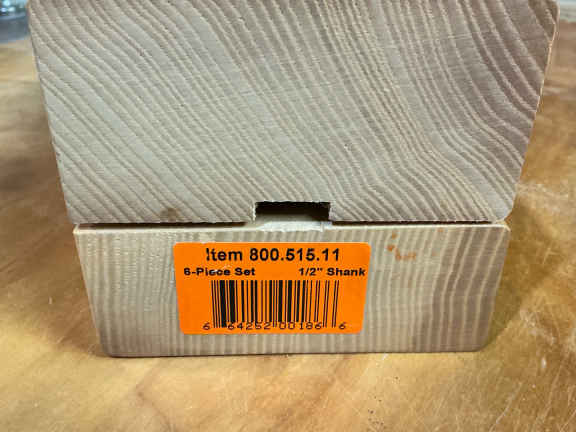 Item 800.515.11
6-Piece Set 1/2" Shank
6 64252 00186 6